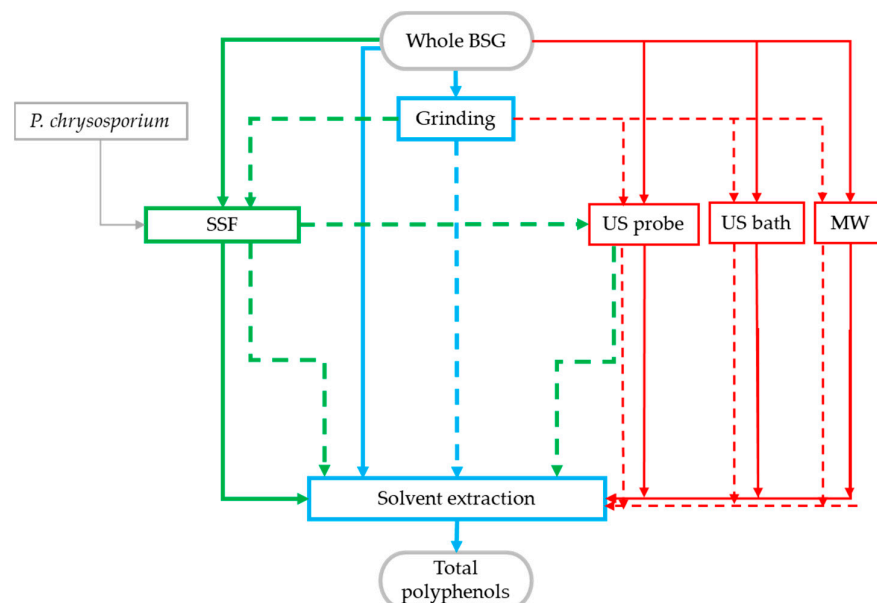 Whole BSG
P. chrysosporium
Grinding
SSF
US probe
US bath
MW
Solvent extraction
Total
polyphenols